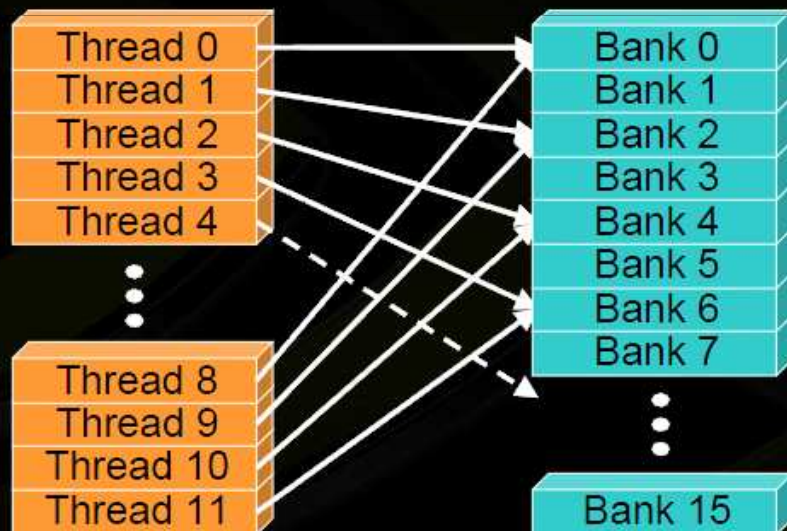 Thread 0
Thread 1
Thread 2
Thread 3
Thread 4
Thread 8
Thread 9
Thread 10
Thread 11
Bank 0
Bank 1
Bank 2
Bank 3
Bank 4
Bank 5
Bank 6
Bank 7
Bank 15